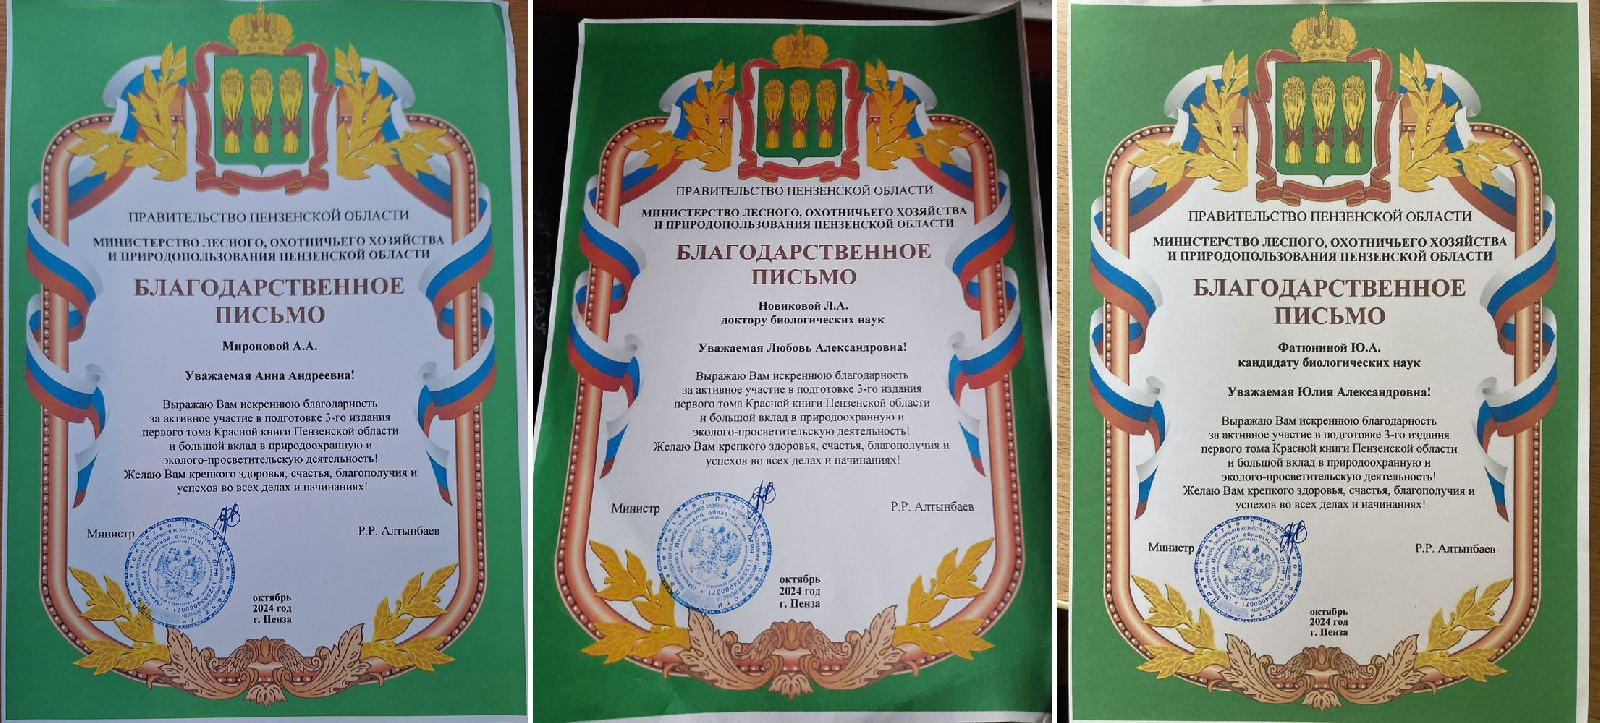 ПРАВИТЕЛЬСТВО ПЕНЗЕНСКОЙ ОБЛАСТИ
МИНИСТЕРСТВО ЛЕСНОГО, ОХОТНИЧЬЕГО ХОЗЯЙСТВА
И ПРИРОДОПОЛЬЗОВАНИЯ ПЕНЗЕНСКОЙ ОБЛАСТИ
БЛАГОДАРСТВЕННОЕ
ПИСЬМО
Мироновой А.А.
Уважаемая Анна Андреевна!
Выражаю Вам искреннюю благодарность
за активное участие в подготовке 3-го издания
первого тома Красной книги Пензенской области
и большой вклад в природоохранную и
эколого-просветительскую деятельность!
Желаю Вам крепкого здоровья, счастья, благополучия и
успехов во всех делах и начинаниях!
Министр
Р.Р. Алтынбаев
октябрь
2024 год
г. Пенза
ПРАВИТЕЛЬСТВО ПЕНЗЕНСКОЙ ОБЛАСТИ
МИНИСТЕРСТВО ЛЕСНОГО, ОХОТНИЧЬЕГО ХОЗЯЙСТВА
И ПРИРОДОПОЛЬЗОВАНИЯ ПЕНЗЕНСКОЙ ОБЛАСТИ
БЛАГОДАРСТВЕННОЕ
ПИСЬМО
Новиковой Л.А.
доктору биологических наук
Уважаемая Любовь Александровна!
Выражаю Вам искреннюю благодарность
за активное участие в подготовке 3-го издания
первого тома Красной книги Пензенской области
и большой вклад в природоохранную и
эколого-просветительскую деятельность!
Желаю Вам крепкого здоровья, счастья, благополучия и
успехов во всех делах и начинаниях!
Министр
Р.Р. Алтынбаев
октябрь
2024 год
г. Пенза
ПРАВИТЕЛЬСТВО ПЕНЗЕНСКОЙ ОБЛАСТИ
МИНИСТЕРСТВО ЛЕСНОГО, ОХОТНИЧЬЕГО ХОЗЯЙСТВА
И ПРИРОДОПОЛЬЗОВАНИЯ ПЕНЗЕНСКОЙ ОБЛАСТИ
БЛАГОДАРСТВЕННОЕ
ПИСЬМО
Фатюниной Ю.А.
кандидату биологических наук
Уважаемая Юлия Александровна!
Выражаю Вам искреннюю благодарность
за активное участие в подготовке 3-го издания
первого тома Красной книги Пензенской области
и большой вклад в природоохранную и
эколого-просветительскую деятельность!
Желаю Вам крепкого здоровья, счастья, благополучия и
успехов во всех делах и начинаниях!
Министр
Р.Р. Алтынбаев
октябрь
2024 год
г. Пенза